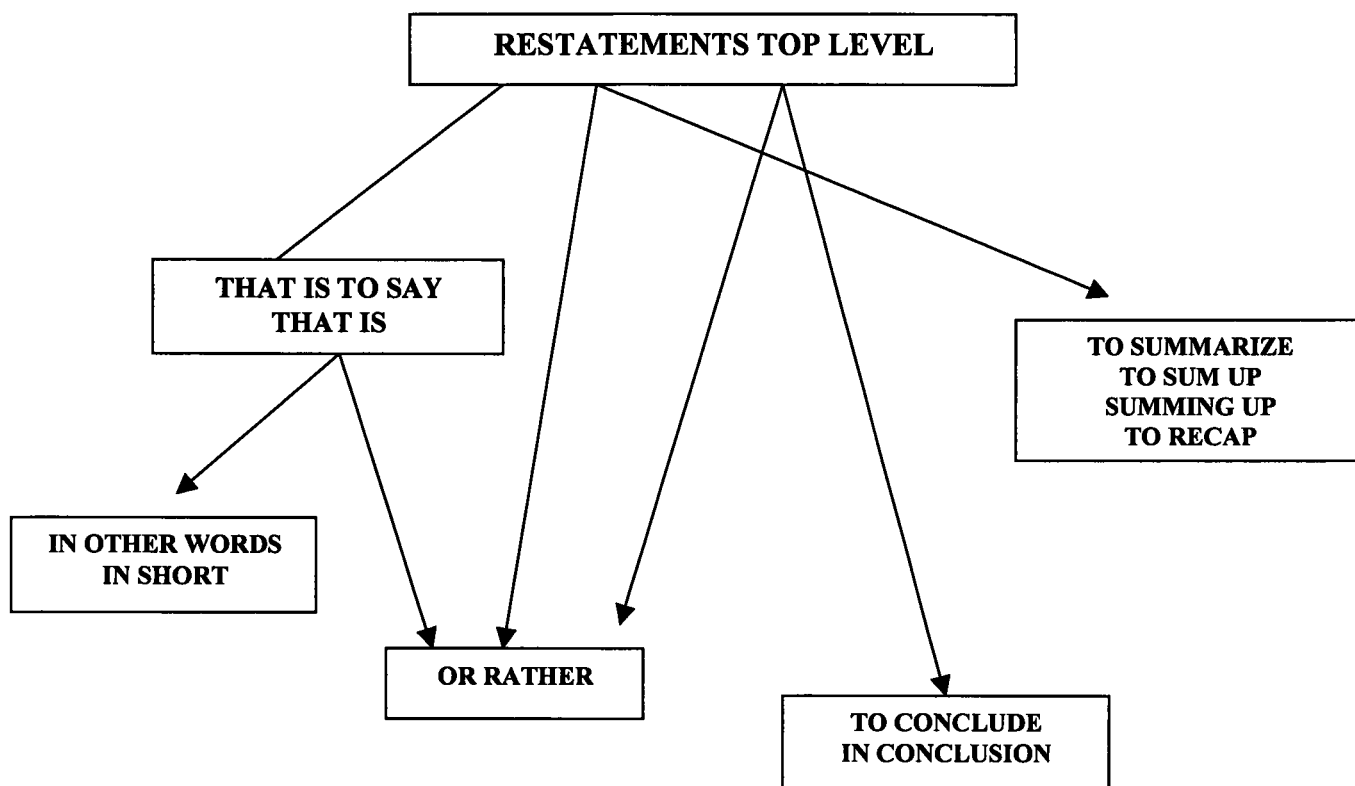 RESTATEMENTS TOP LEVEL
THAT IS TO SAY
THAT IS
TO SUMMARIZE
TO SUM UP
SUMMING UP
TO RECAP
IN OTHER WORDS
IN SHORT
OR RATHER
TO CONCLUDE
IN CONCLUSION